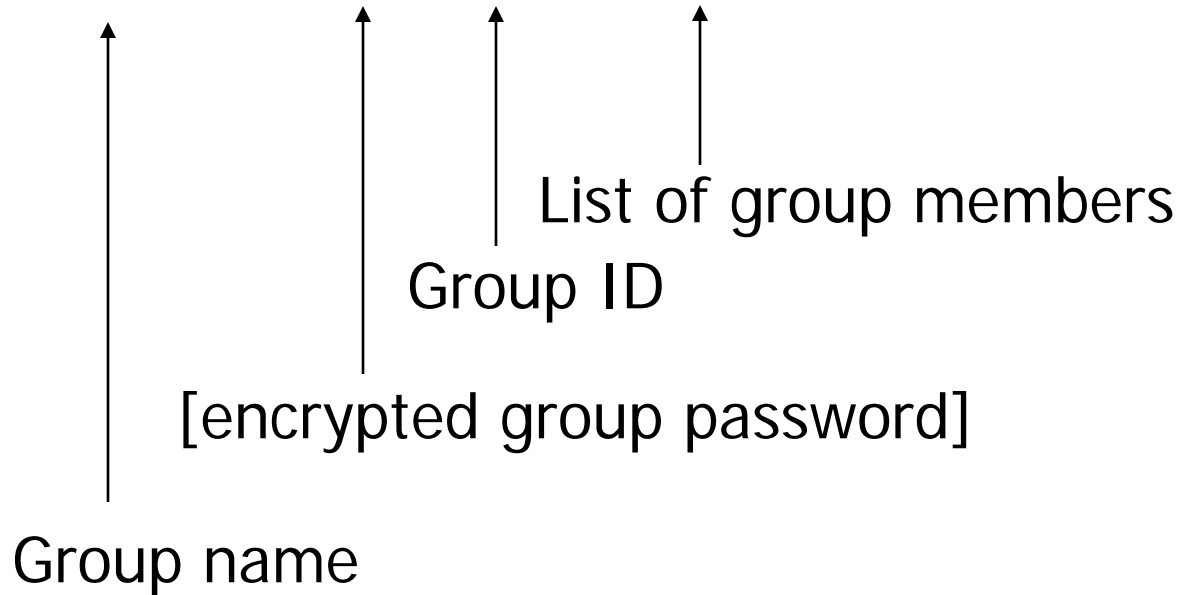 List of group members
Group ID
[encrypted group password]
Group name